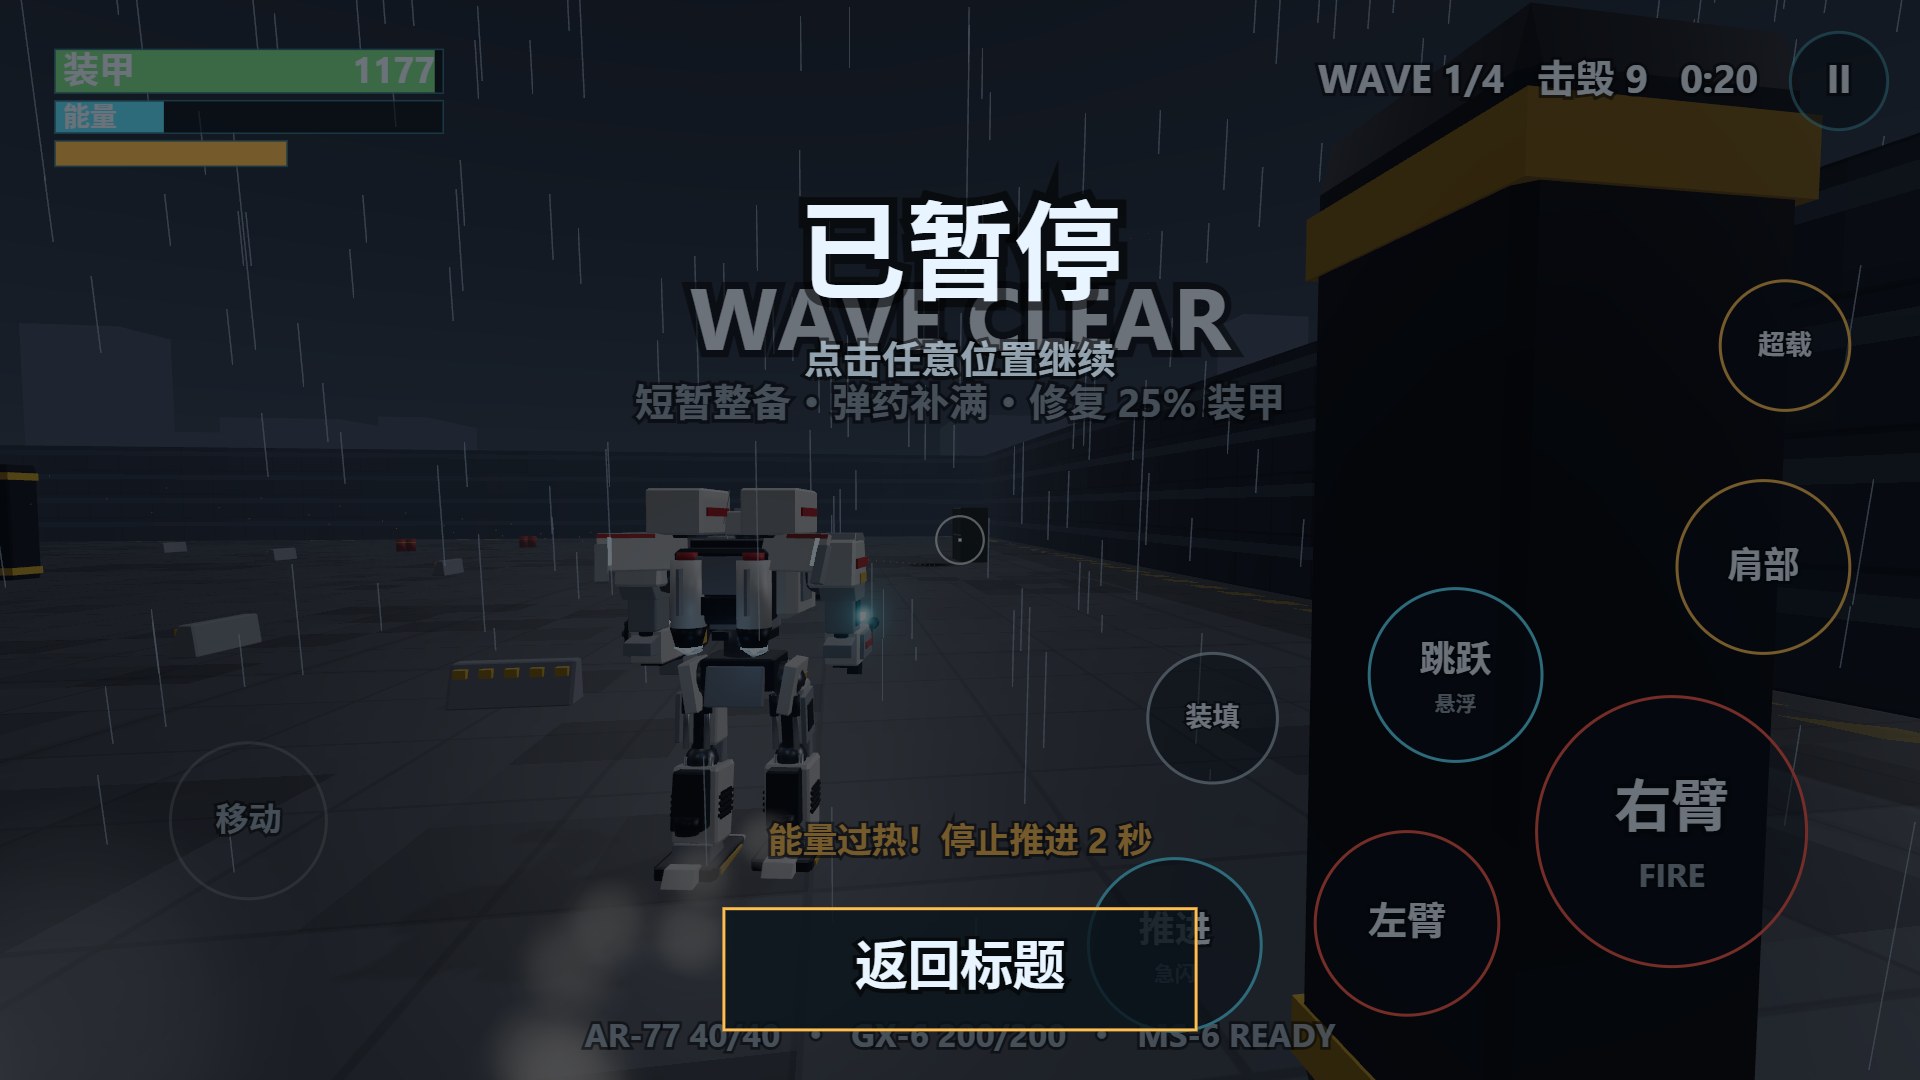 装甲 1177
能量
WAVE 1/4 击毁 9 0:20
已暂停
WAVE CLEAR
点击任意位置继续
短暂整备·弹药补满·修复 25% 装甲
超载
肩部
跳跃
悬浮
装填
右臂
FIRE
移动
能量过热！停止推进 2 秒
左臂
推进
急闪
返回标题
AR-77 40/40 · GX-6 200/200 · MS-6 READY